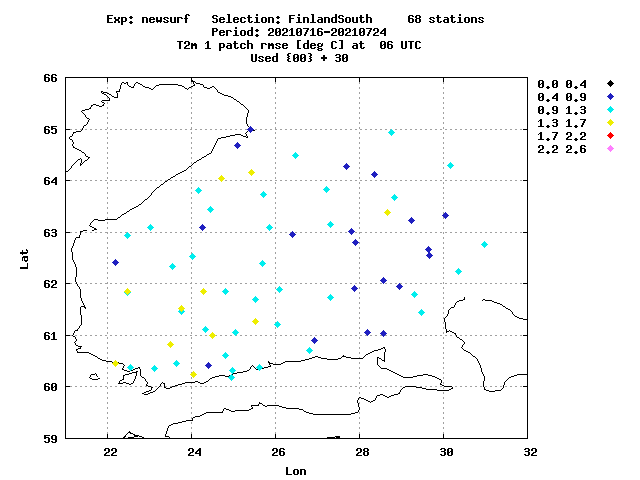 Exp: newsurf Selection: FinlandSouth 68 stations
Period: 20210716-20210724
T2m 1 patch rmse [deg C] at 06 UTC
Used {00} + 30
66
65
64
63
62
61
60
59
Lat
22 24 26 28 30 32
Lon
0.0 0.4
0.4 0.9
0.9 1.3
1.3 1.7
1.7 2.2
2.2 2.6